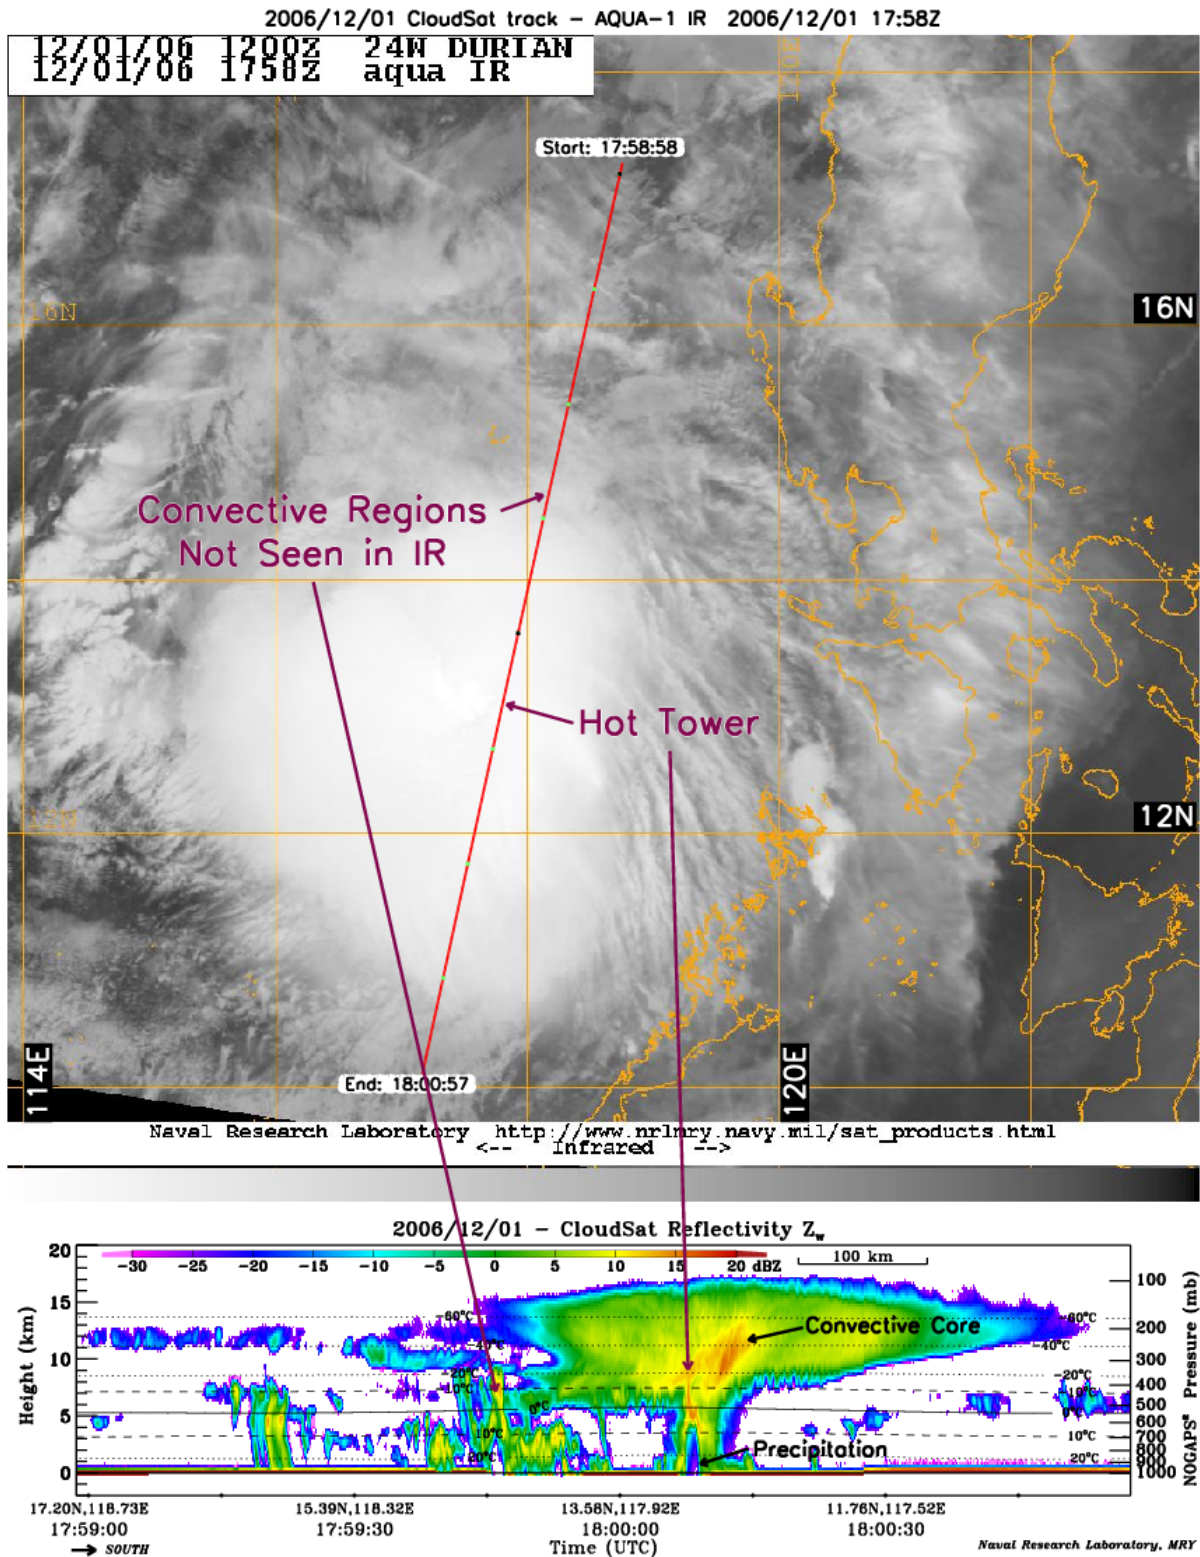 2006/12/01 CloudSat track – AQUA-1 IR 2006/12/01 17:58Z
12/01/06 1200Z 24W DURIAN
12/01/06 1758Z aqua IR
120E
Start: 17:58:58
16N
16N
Convective Regions
Not Seen in IR
Hot Tower
12N
12N
114E
120E
End: 18:00:57
Naval Research Laboratory http://www.nrlmry.navy.mil/sat_products.html
<-- Infrared -->
2006/12/01 – CloudSat Reflectivity Zw
20
15
10
5
0
Height (km)
-30 -25 -20 -15 -10 -5 0 5 10 15 20 dBZ
100 km
100
200
300
400
500
600
700
800
900
1000
NOGAPS Pressure (mb)
-60°C
-60°C
-40°C
-40°C
-20°C
-20°C
-10°C
-10°C
0°C
0°C
10°C
10°C
20°C
20°C
Convective Core
Precipitation
17.20N,118.73E 15.39N,118.32E 13.58N,117.92E 11.76N,117.52E
17:59:00 17:59:30 18:00:00 18:00:30
→ SOUTH
Time (UTC)
Naval Research Laboratory, MRY